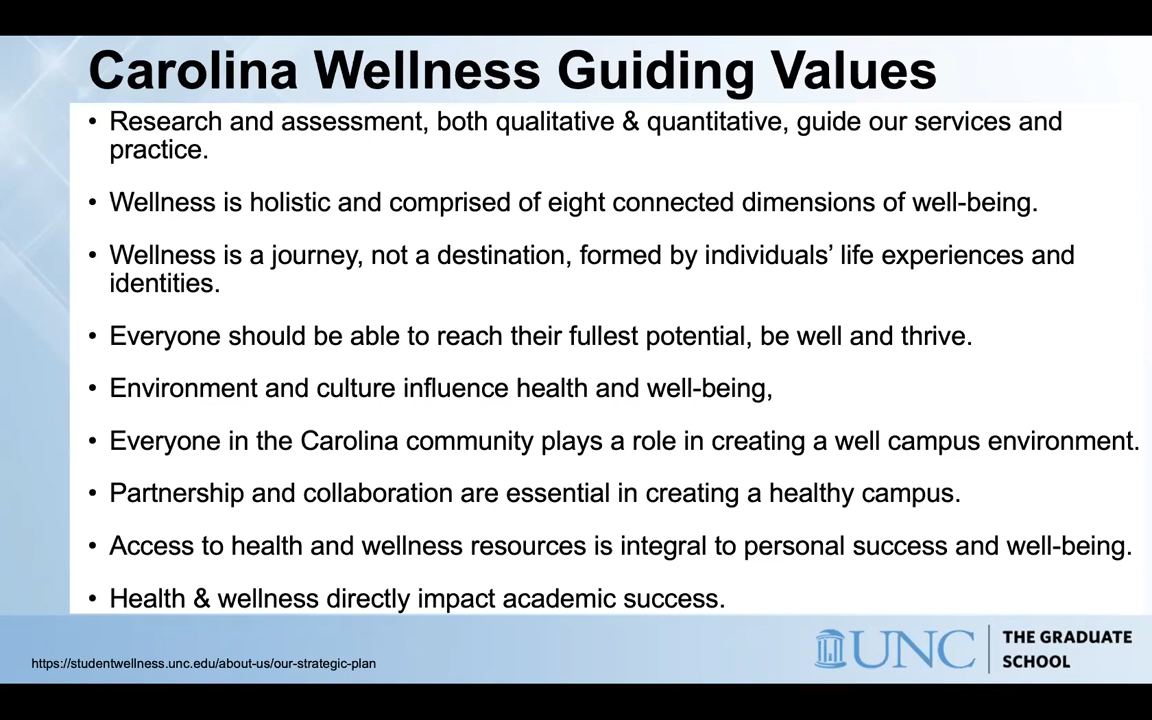 Carolina Wellness Guiding Values
• Research and assessment, both qualitative & quantitative, guide our services and
practice.
• Wellness is holistic and comprised of eight connected dimensions of well-being.
• Wellness is a journey, not a destination, formed by individuals’ life experiences and
identities.
• Everyone should be able to reach their fullest potential, be well and thrive.
• Environment and culture influence health and well-being,
• Everyone in the Carolina community plays a role in creating a well campus environment.
• Partnership and collaboration are essential in creating a healthy campus.
• Access to health and wellness resources is integral to personal success and well-being.
• Health & wellness directly impact academic success.
https://studentwellness.unc.edu/about-us/our-strategic-plan
UNC
THE GRADUATE
SCHOOL